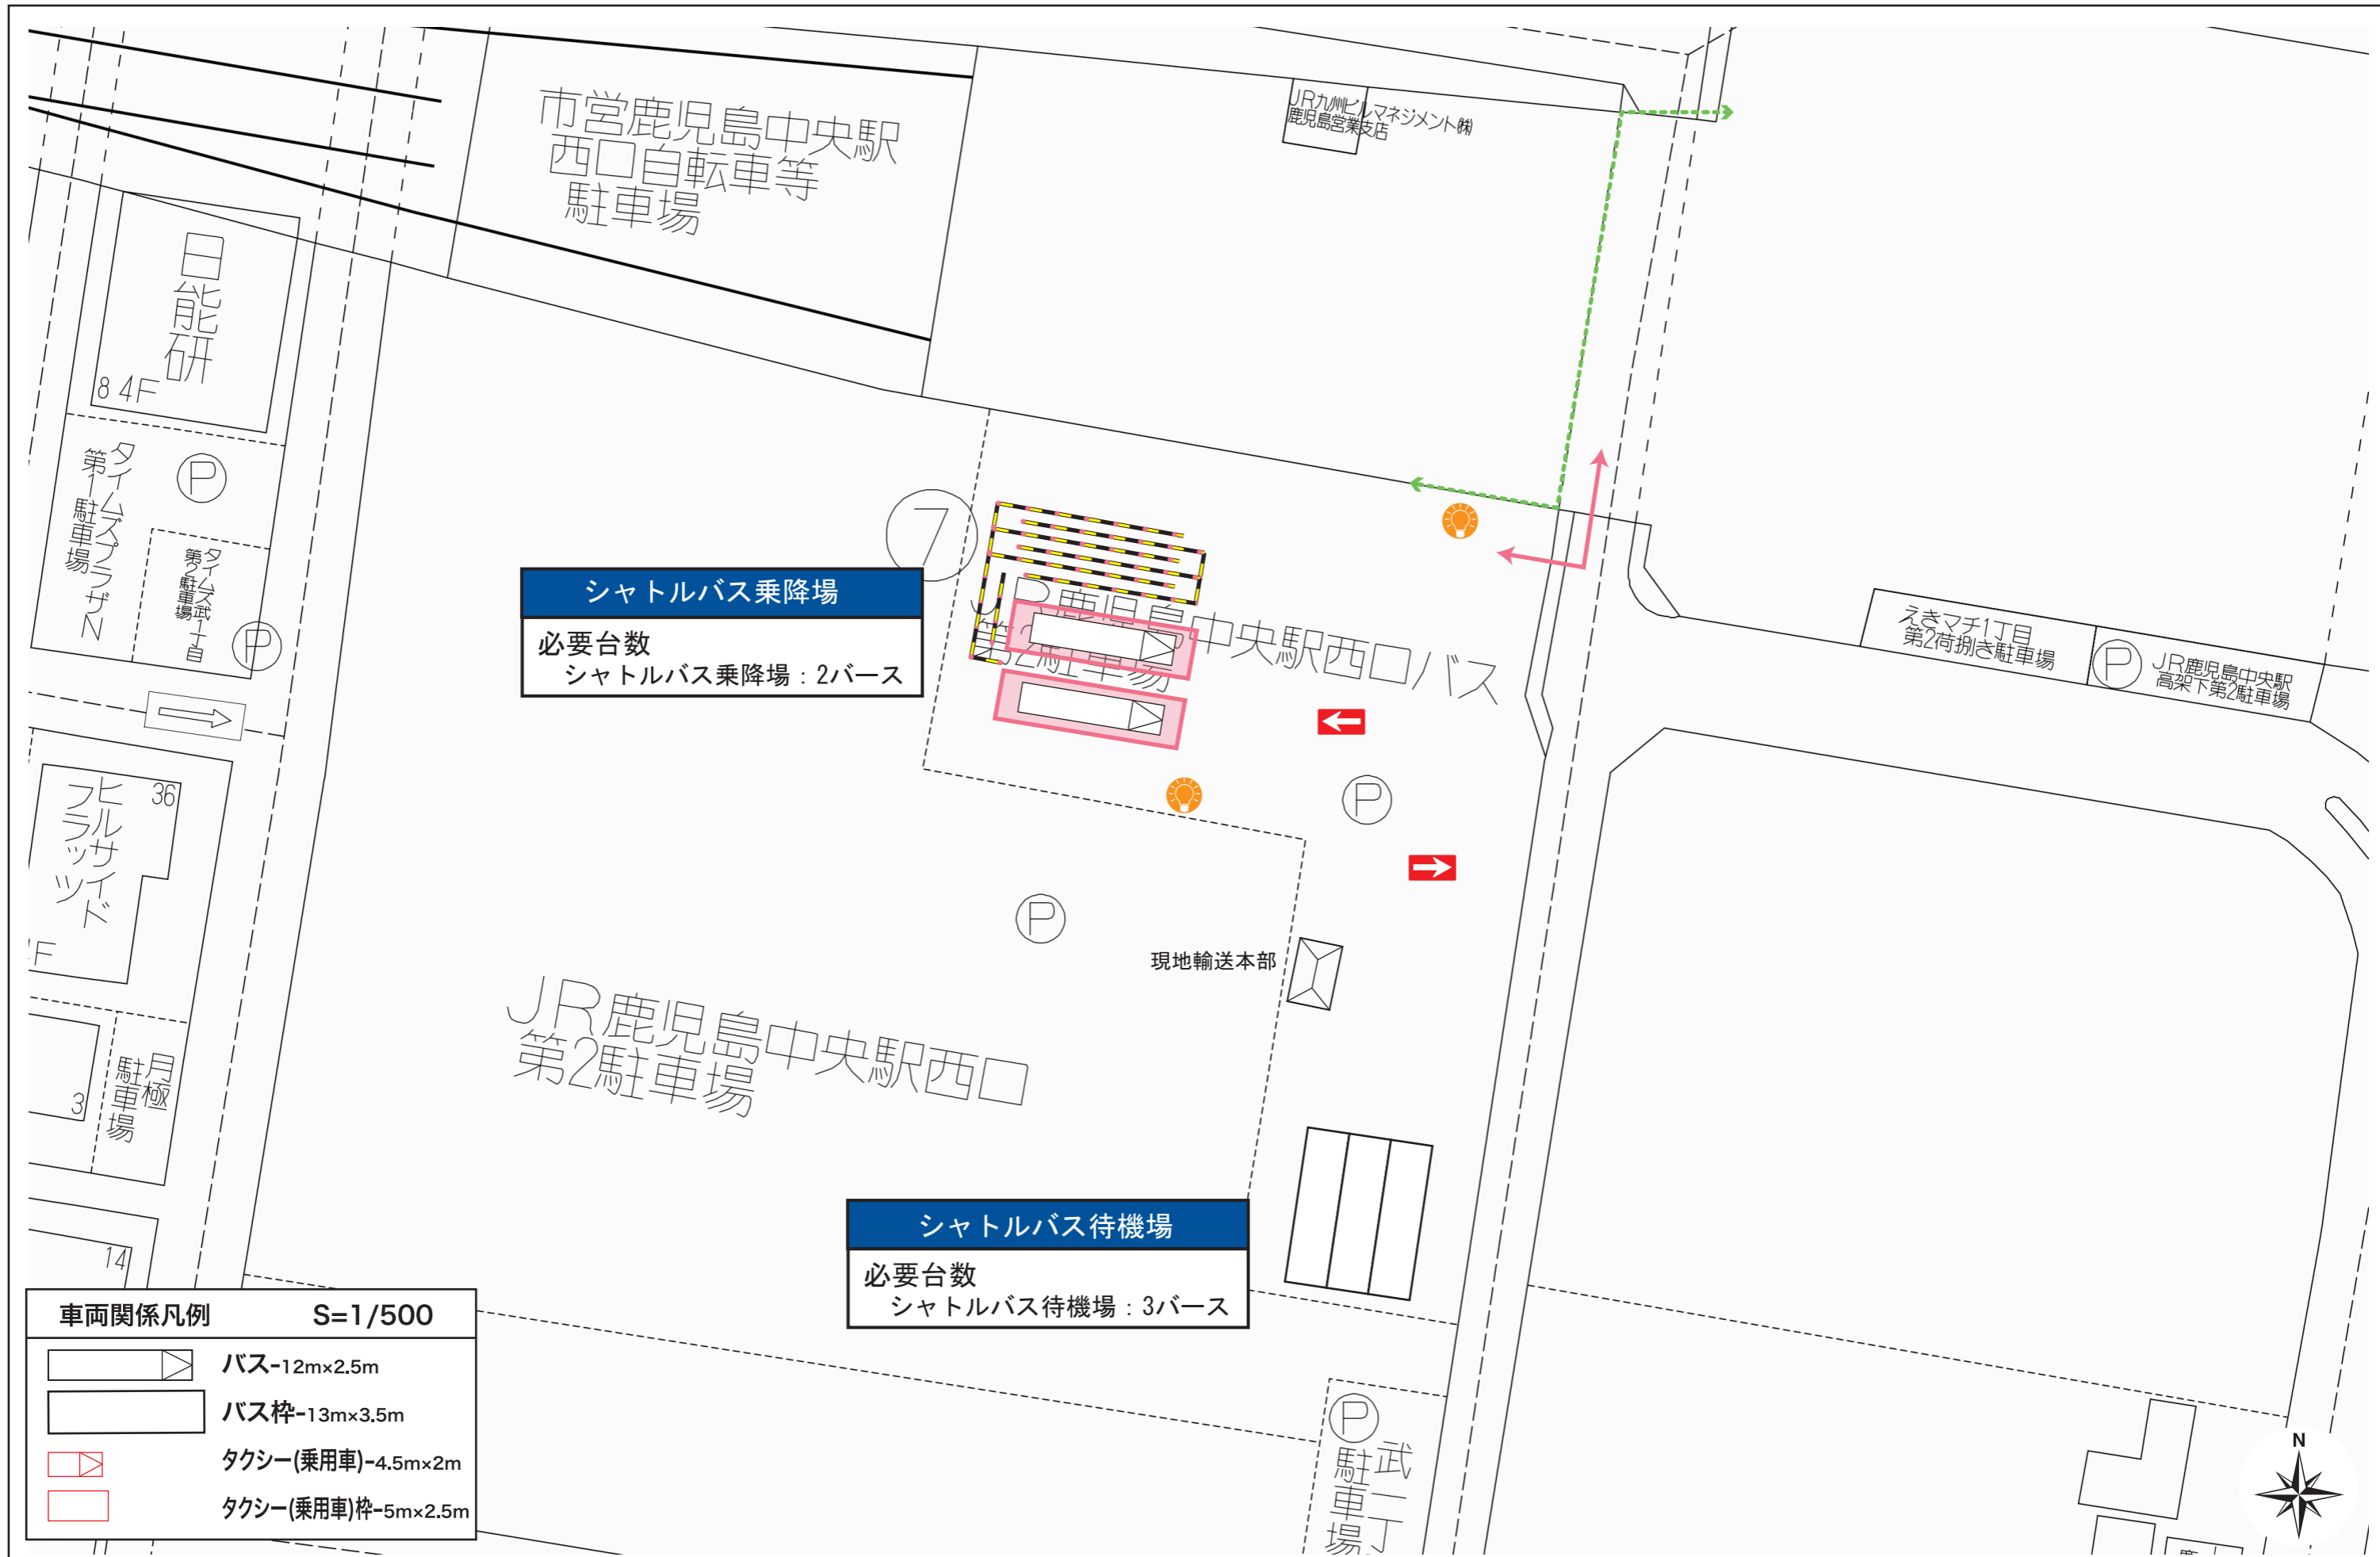 市営鹿児島中央駅
西口自転車等
駐車場
JR九州ビルマネジメント㈱
鹿児島営業支店
日能研
8 4F
タイムズプラザN
第1駐車場
P
タイムズ武1丁目
第2駐車場
P
7
シャトルバス乗降場
必要台数
シャトルバス乗降場:2バース
JR鹿児島中央駅西口バス
第2駐車場
えきマチ1丁目
第2荷捌き駐車場
P
JR鹿児島中央駅
高架下第2駐車場
36
ヒルサイド
フラッツ
F
P
P
現地輸送本部
JR鹿児島中央駅西口
第2駐車場
月極
駐車場
3
14
シャトルバス待機場
必要台数
シャトルバス待機場:3バース
車両関係凡例 S=1/500
バス-12m×2.5m
バス枠-13m×3.5m
タクシー(乗用車)-4.5m×2m
タクシー(乗用車)枠-5m×2.5m
P
武一丁
駐車場
N